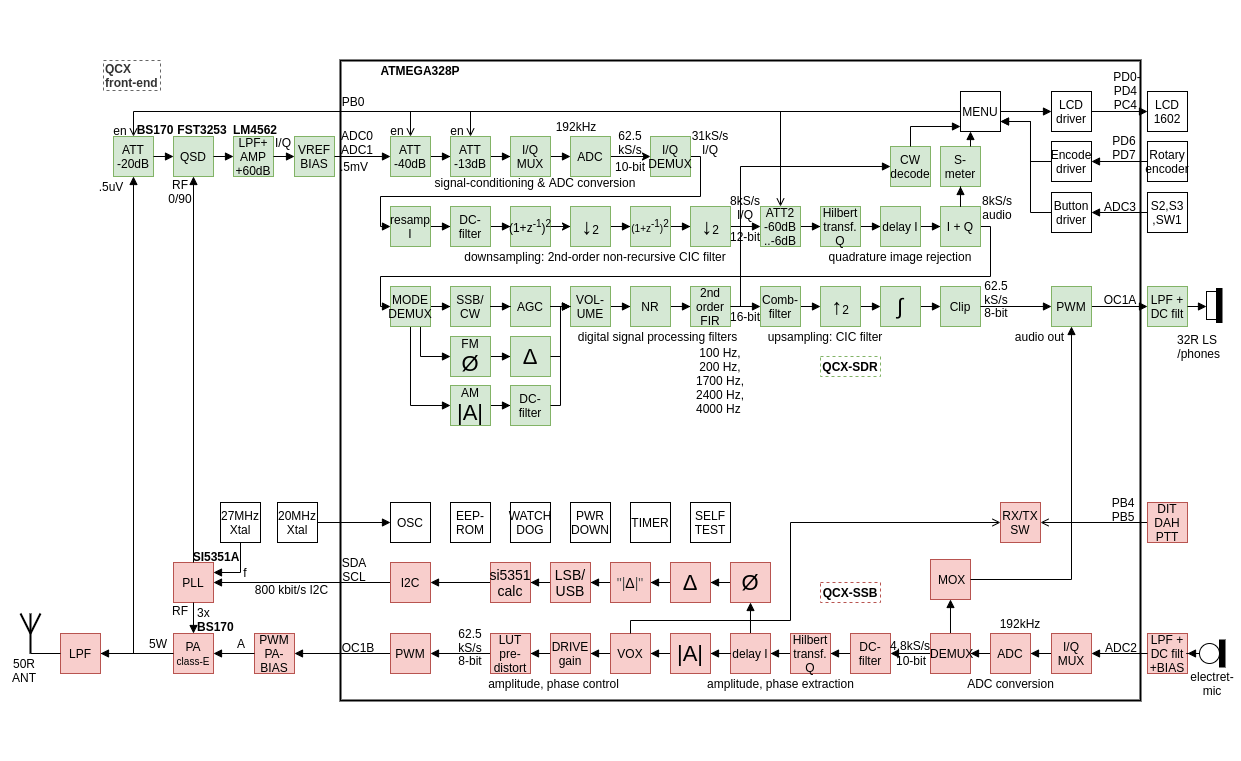 QCX
front-end
ATMEGA328P
PB0
PD0-
PD4
PC4
MENU
LCD
driver
LCD
1602
en
BS170 FST3253 LM4562
ATT
-20dB
QSD
LPF+
AMP
+60dB
I/Q
VREF
BIAS
ADC0
ADC1
.5mV
en
ATT
-40dB
en
ATT
-13dB
I/Q
MUX
192kHz
ADC
62.5
kS/s
10-bit
I/Q
DEMUX
31kS/s
I/Q
signal-conditioning & ADC conversion
CW
decode
S-
meter
Encode
driver
PD6
PD7
Rotary
encoder
.5uV
RF
0/90
resamp
I
DC-
filter
(1+z-1)2
↓2
(1+z-1)2
↓2
8kS/s
I/Q
12-bit
ATT2
-60dB
..-6dB
Hilbert
transf.
Q
delay I
I + Q
8kS/s
audio
Button
driver
ADC3
S2,S3
,SW1
downsampling: 2nd-order non-recursive CIC filter
quadrature image rejection
MODE
DEMUX
SSB/
CW
AGC
VOL-
UME
NR
2nd
order
FIR
16-bit
Comb-
filter
↑2
∫
Clip
62.5
kS/s
8-bit
PWM
OC1A
LPF +
DC filt
digital signal processing filters
upsampling: CIC filter
audio out
32R LS
/phones
FM
Ø
Δ
100 Hz,
200 Hz,
1700 Hz,
2400 Hz,
4000 Hz
QCX-SDR
AM
|A|
DC-
filter
27MHz
Xtal
20MHz
Xtal
OSC
EEP-
ROM
WATCH
DOG
PWR
DOWN
TIMER
SELF
TEST
RX/TX
SW
PB4
PB5
DIT
DAH
PTT
SI5351A
PLL
f
800 kbit/s I2C
SDA
SCL
I2C
si5351
calc
LSB/
USB
"|Δ|"
Δ
Ø
QCX-SSB
MOX
RF
3x
BS170
50R
ANT
LPF
5W
PA
class-E
A
PWM
PA-
BIAS
OC1B
PWM
62.5
kS/s
8-bit
LUT
pre-
distort
DRIVE
gain
VOX
|A|
delay I
Hilbert
transf.
Q
DC-
filter
4.8kS/s
10-bit
DEMUX
192kHz
ADC
I/Q
MUX
ADC2
LPF +
DC filt
+BIAS
electret-
mic
amplitude, phase control
amplitude, phase extraction
ADC conversion